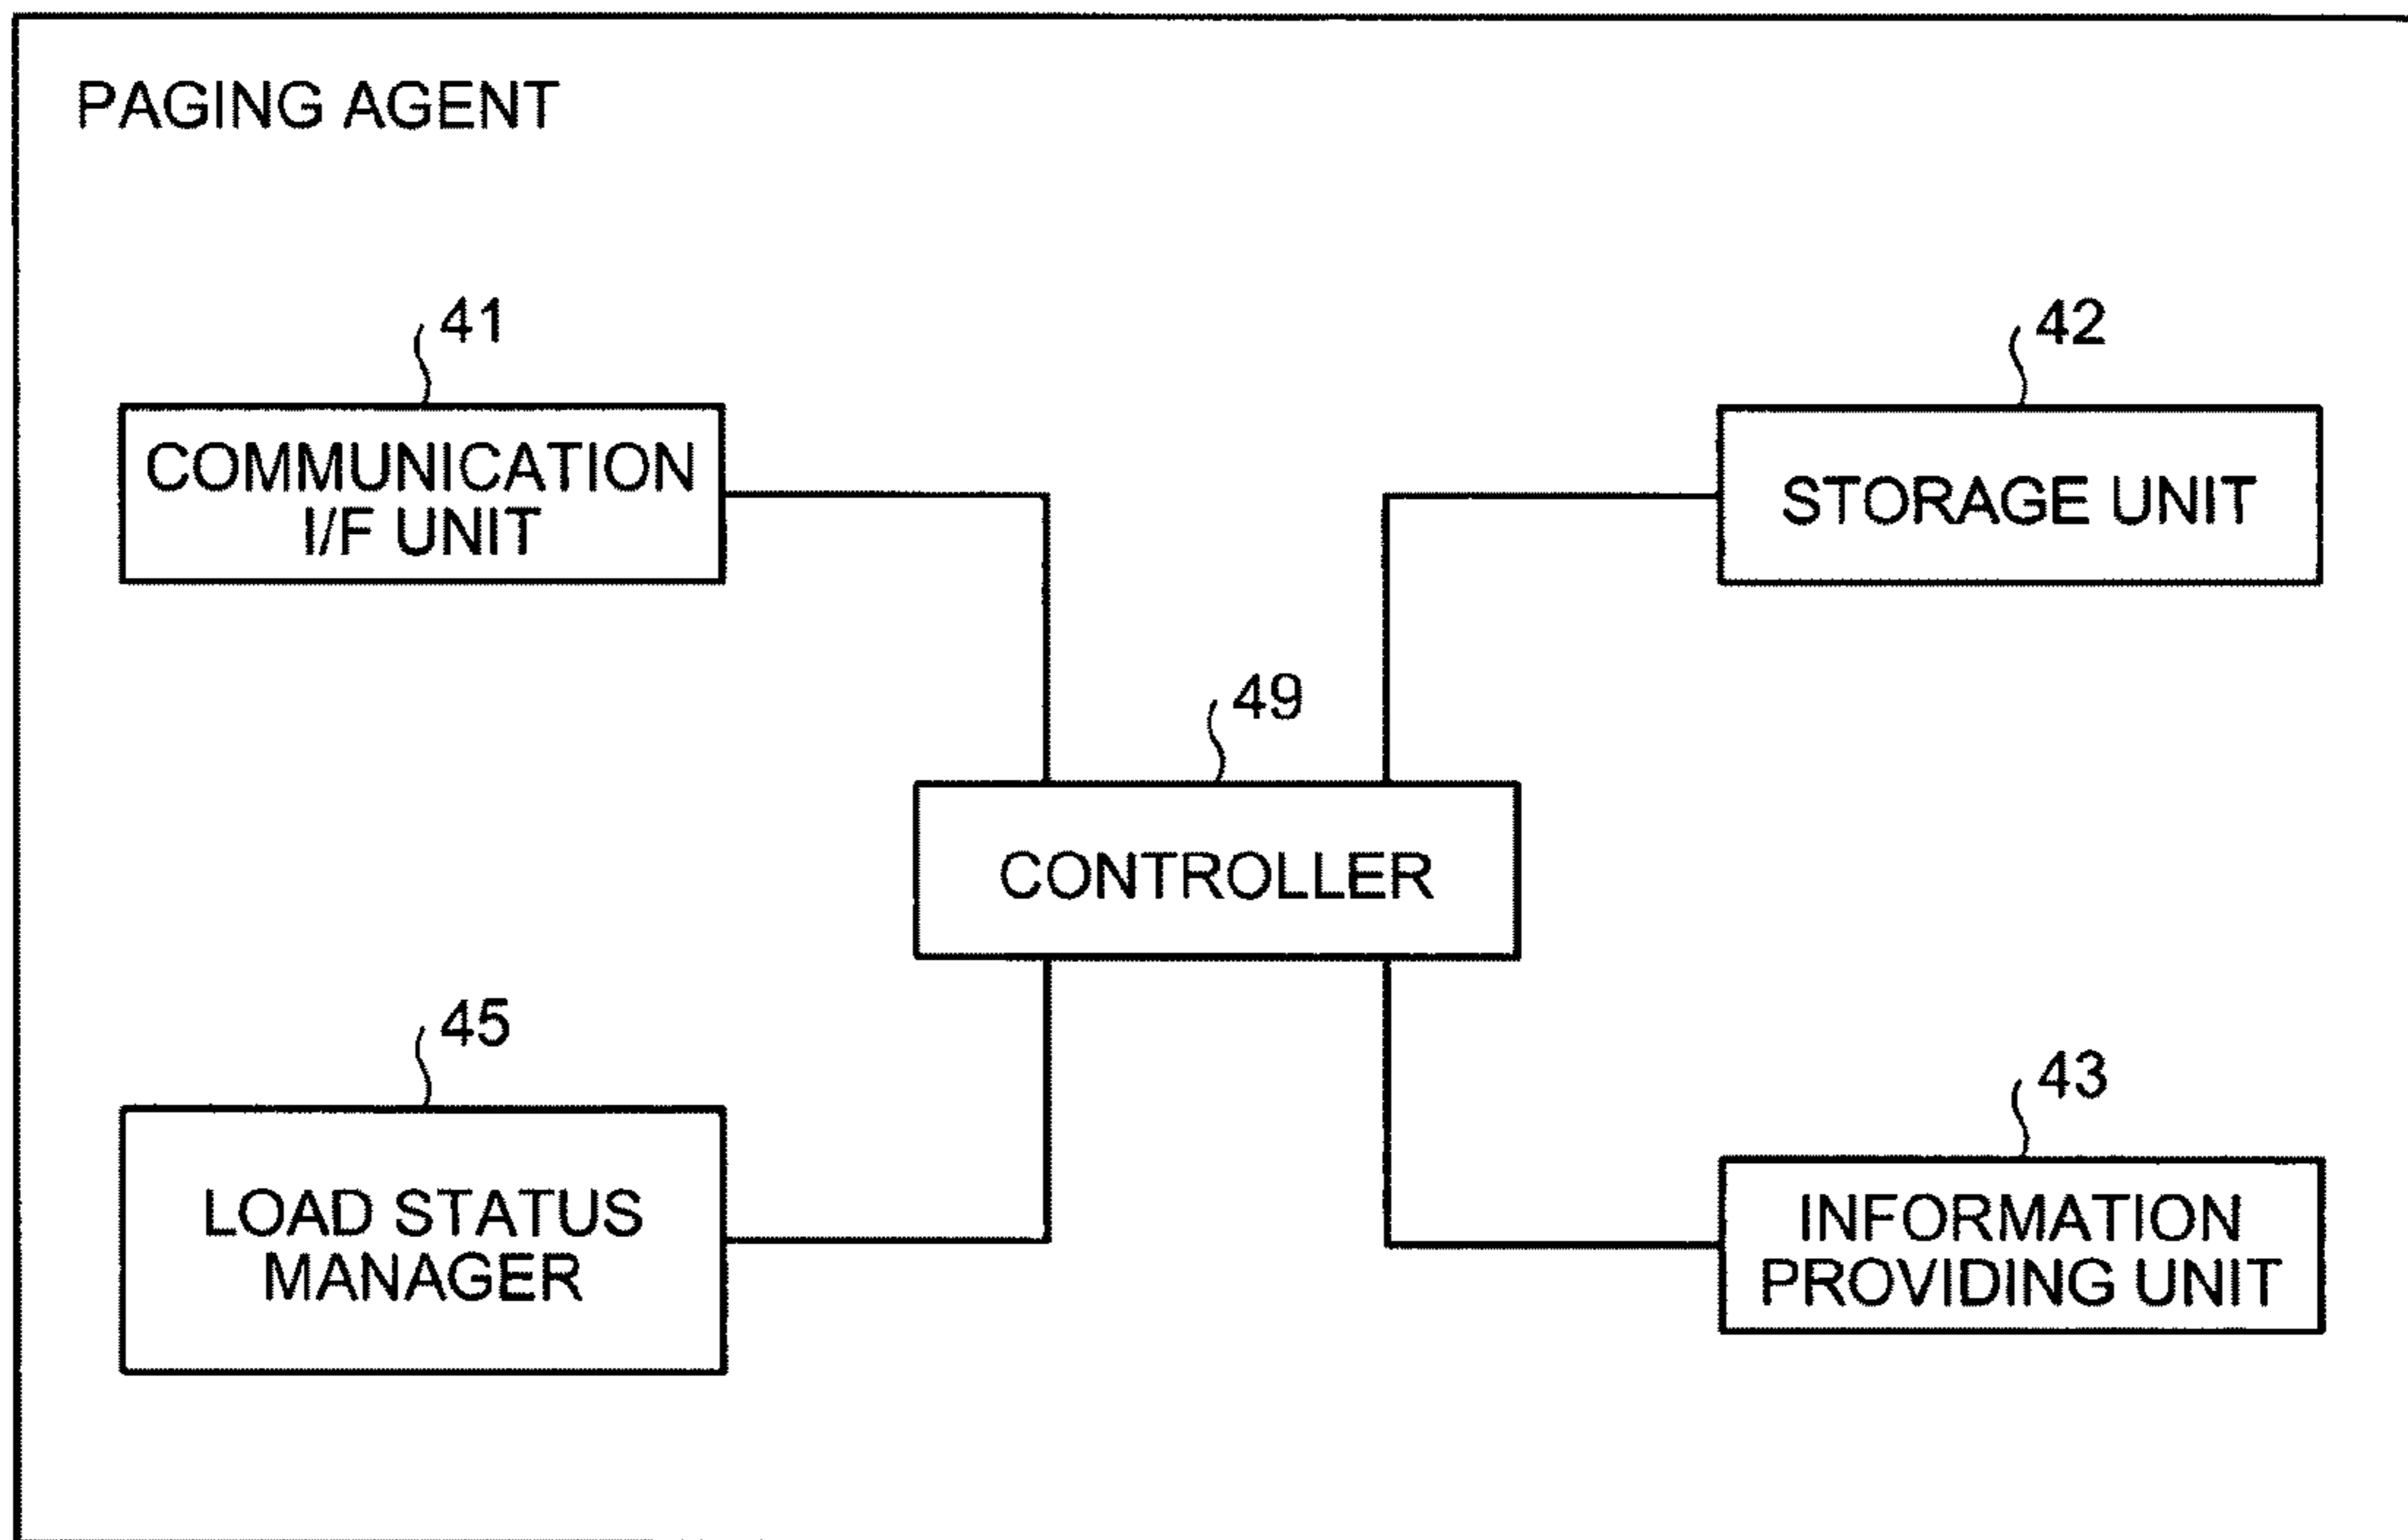 PAGING AGENT
41
COMMUNICATION
I/F UNIT
42
STORAGE UNIT
49
CONTROLLER
45
LOAD STATUS
MANAGER
43
INFORMATION
PROVIDING UNIT